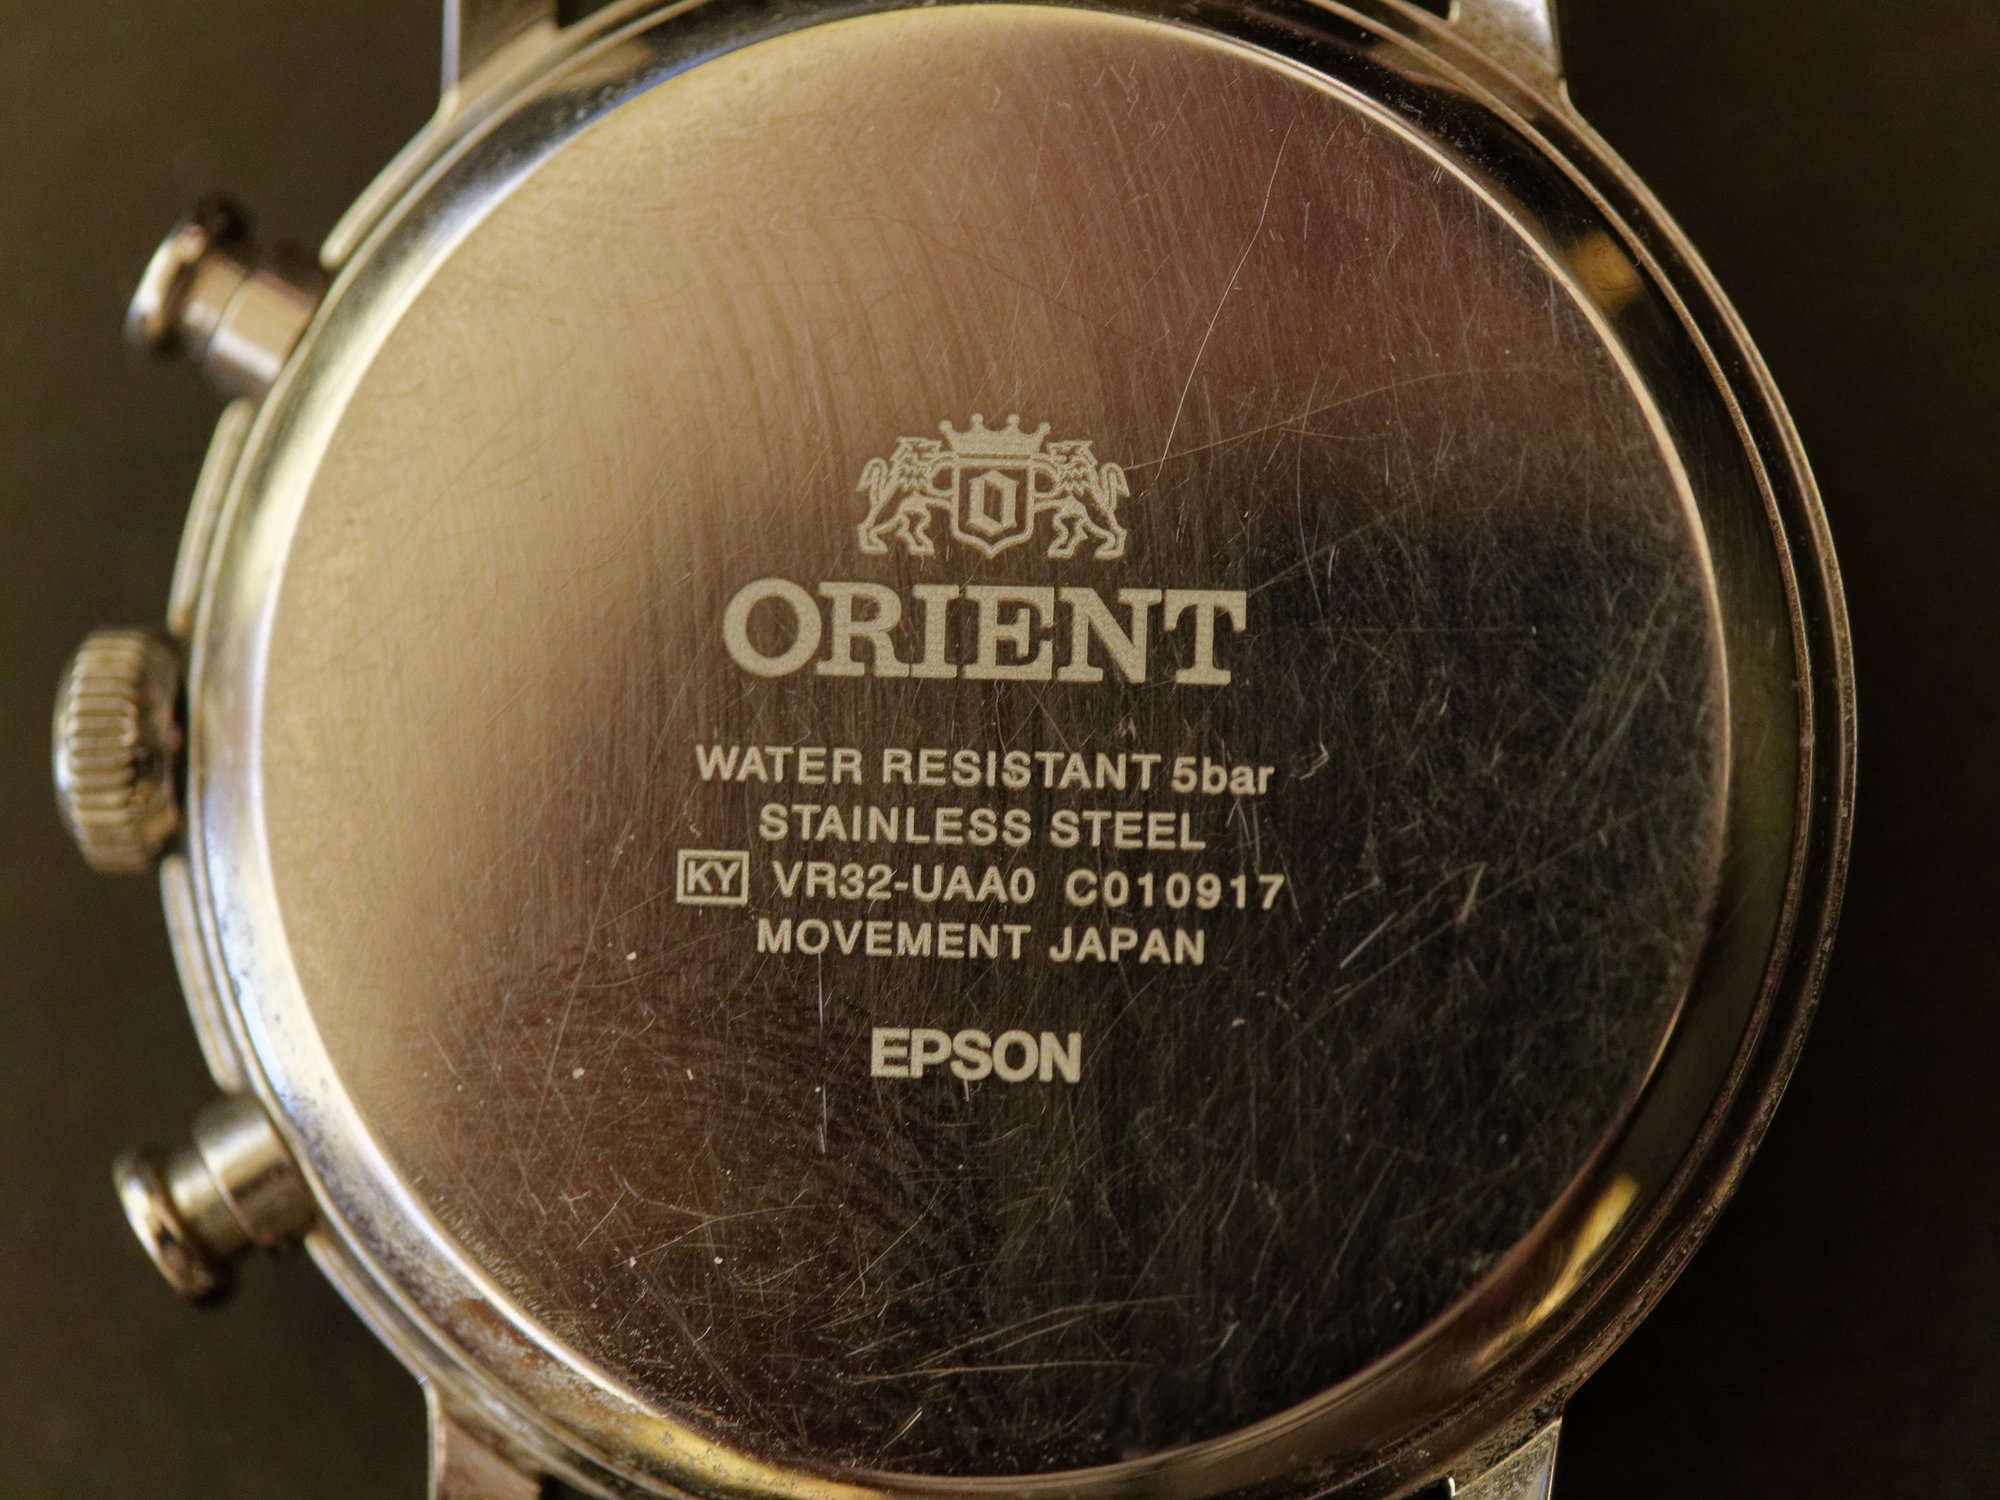 O
ORIENT
WATER RESISTANT 5bar
STAINLESS STEEL
KY VR32-UAA0 C010917
MOVEMENT JAPAN
EPSON